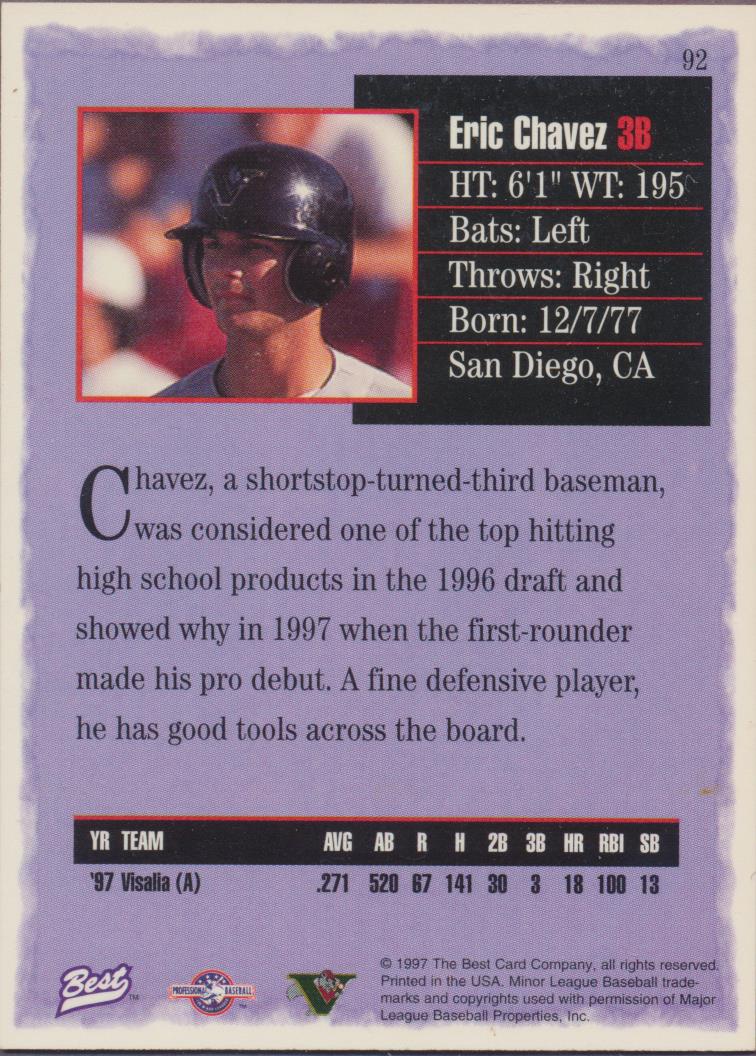 92
Eric Chavez 3B
HT: 6'1" WT: 195
Bats: Left
Throws: Right
Born: 12/7/77
San Diego, CA
Chavez, a shortstop-turned-third baseman,
was considered one of the top hitting
high school products in the 1996 draft and
showed why in 1997 when the first-rounder
made his pro debut. A fine defensive player,
he has good tools across the board.
YR TEAM AVG AB R H 2B 3B HR RBI SB
'97 Visalia (A) .271 520 67 141 30 3 18 100 13
Best TM
PROFESSIONAL BASEBALL
V
© 1997 The Best Card Company, all rights reserved.
Printed in the USA. Minor League Baseball trade-
marks and copyrights used with permission of Major
League Baseball Properties, Inc.